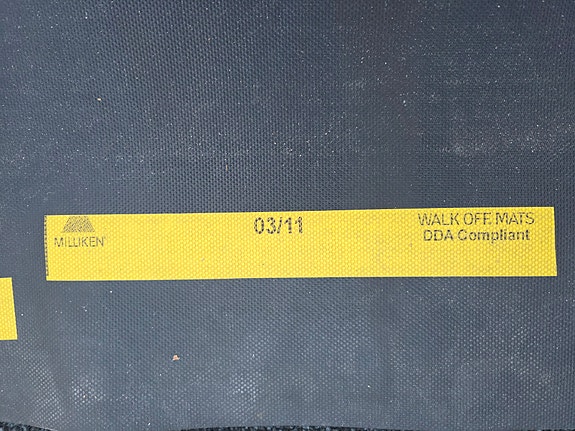 MILLIKEN
03/11
WALK OFF MATS
DDA Compliant